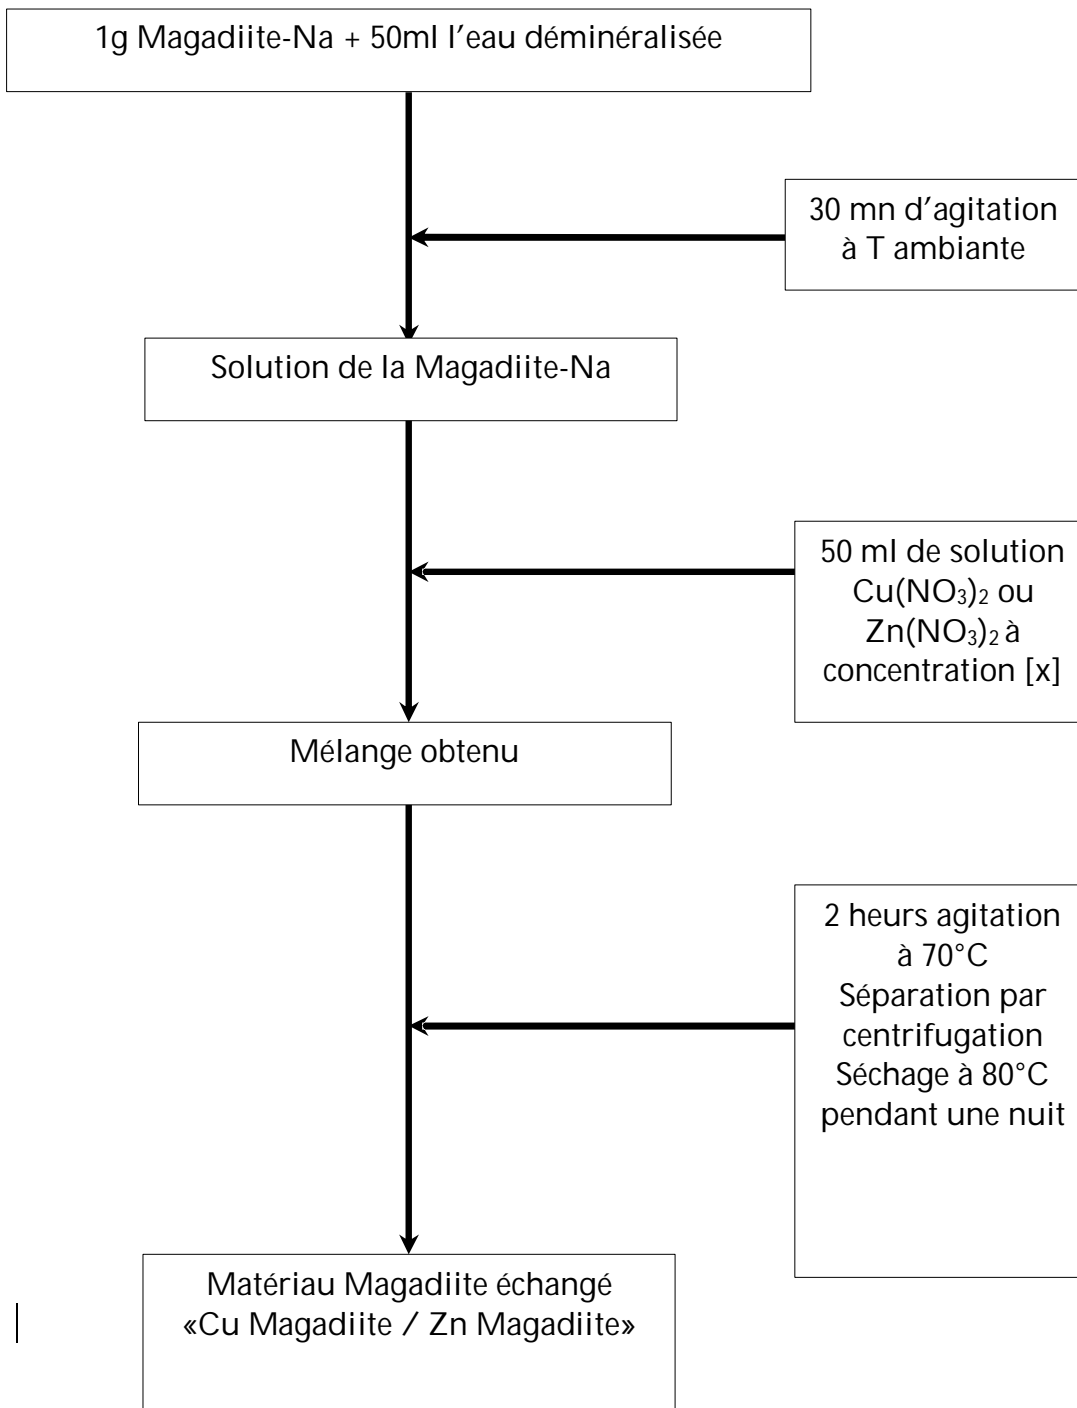 1g Magadiite-Na + 50ml l’eau déminéralisée
30 mn d’agitation
à T ambiante
Solution de la Magadiite-Na
50 ml de solution
Cu(NO₃)₂ ou
Zn(NO₃)₂ à
concentration [x]
Mélange obtenu
2 heurs agitation
à 70°C
Séparation par
centrifugation
Séchage à 80°C
pendant une nuit
Matériau Magadiite échangé
«Cu Magadiite / Zn Magadiite»